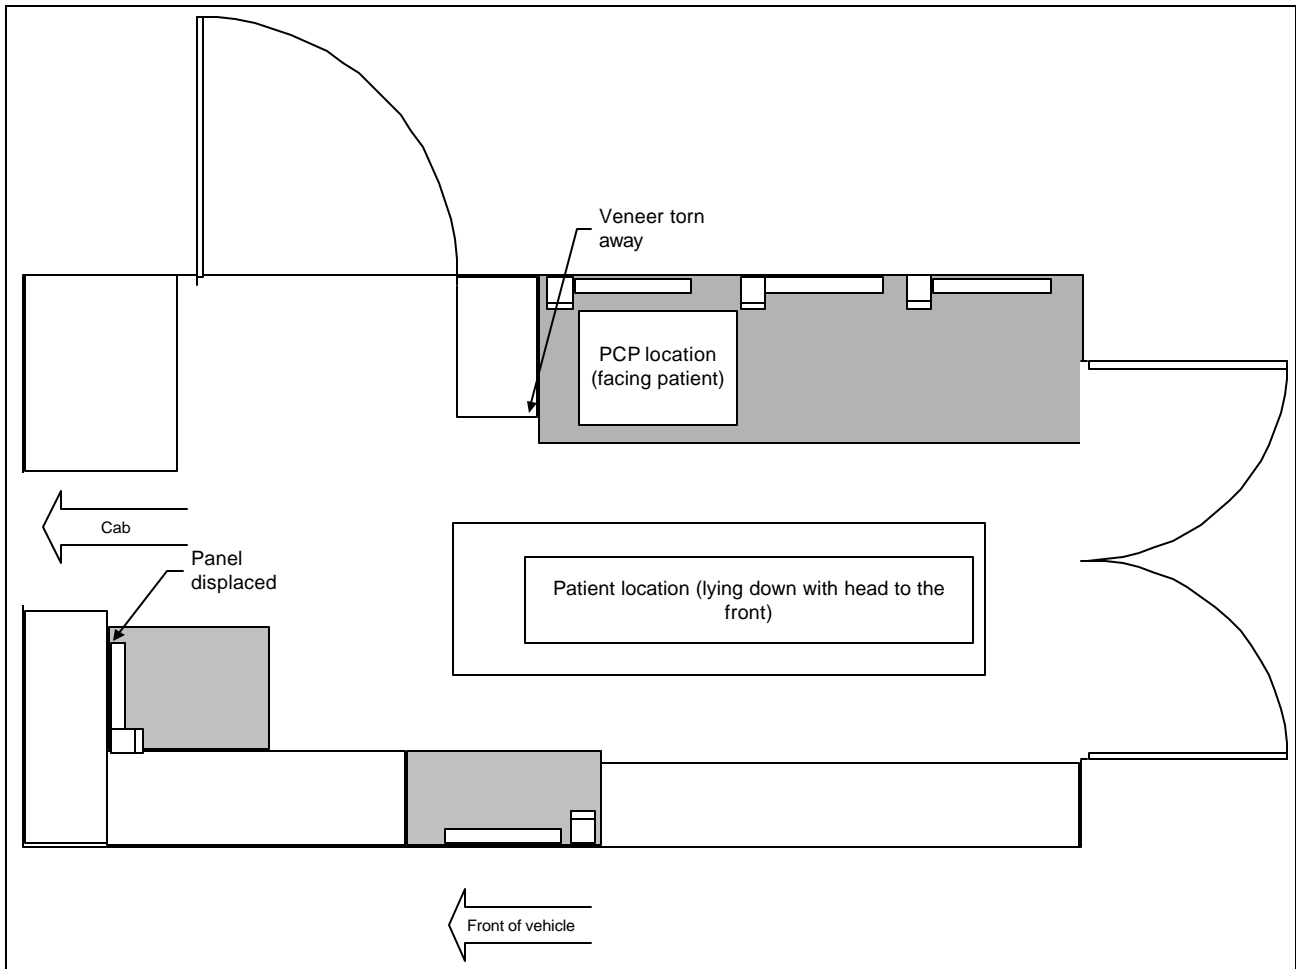 Veneer torn
away
PCP location
(facing patient)
Cab
Panel
displaced
Patient location (lying down with head to the
front)
Front of vehicle